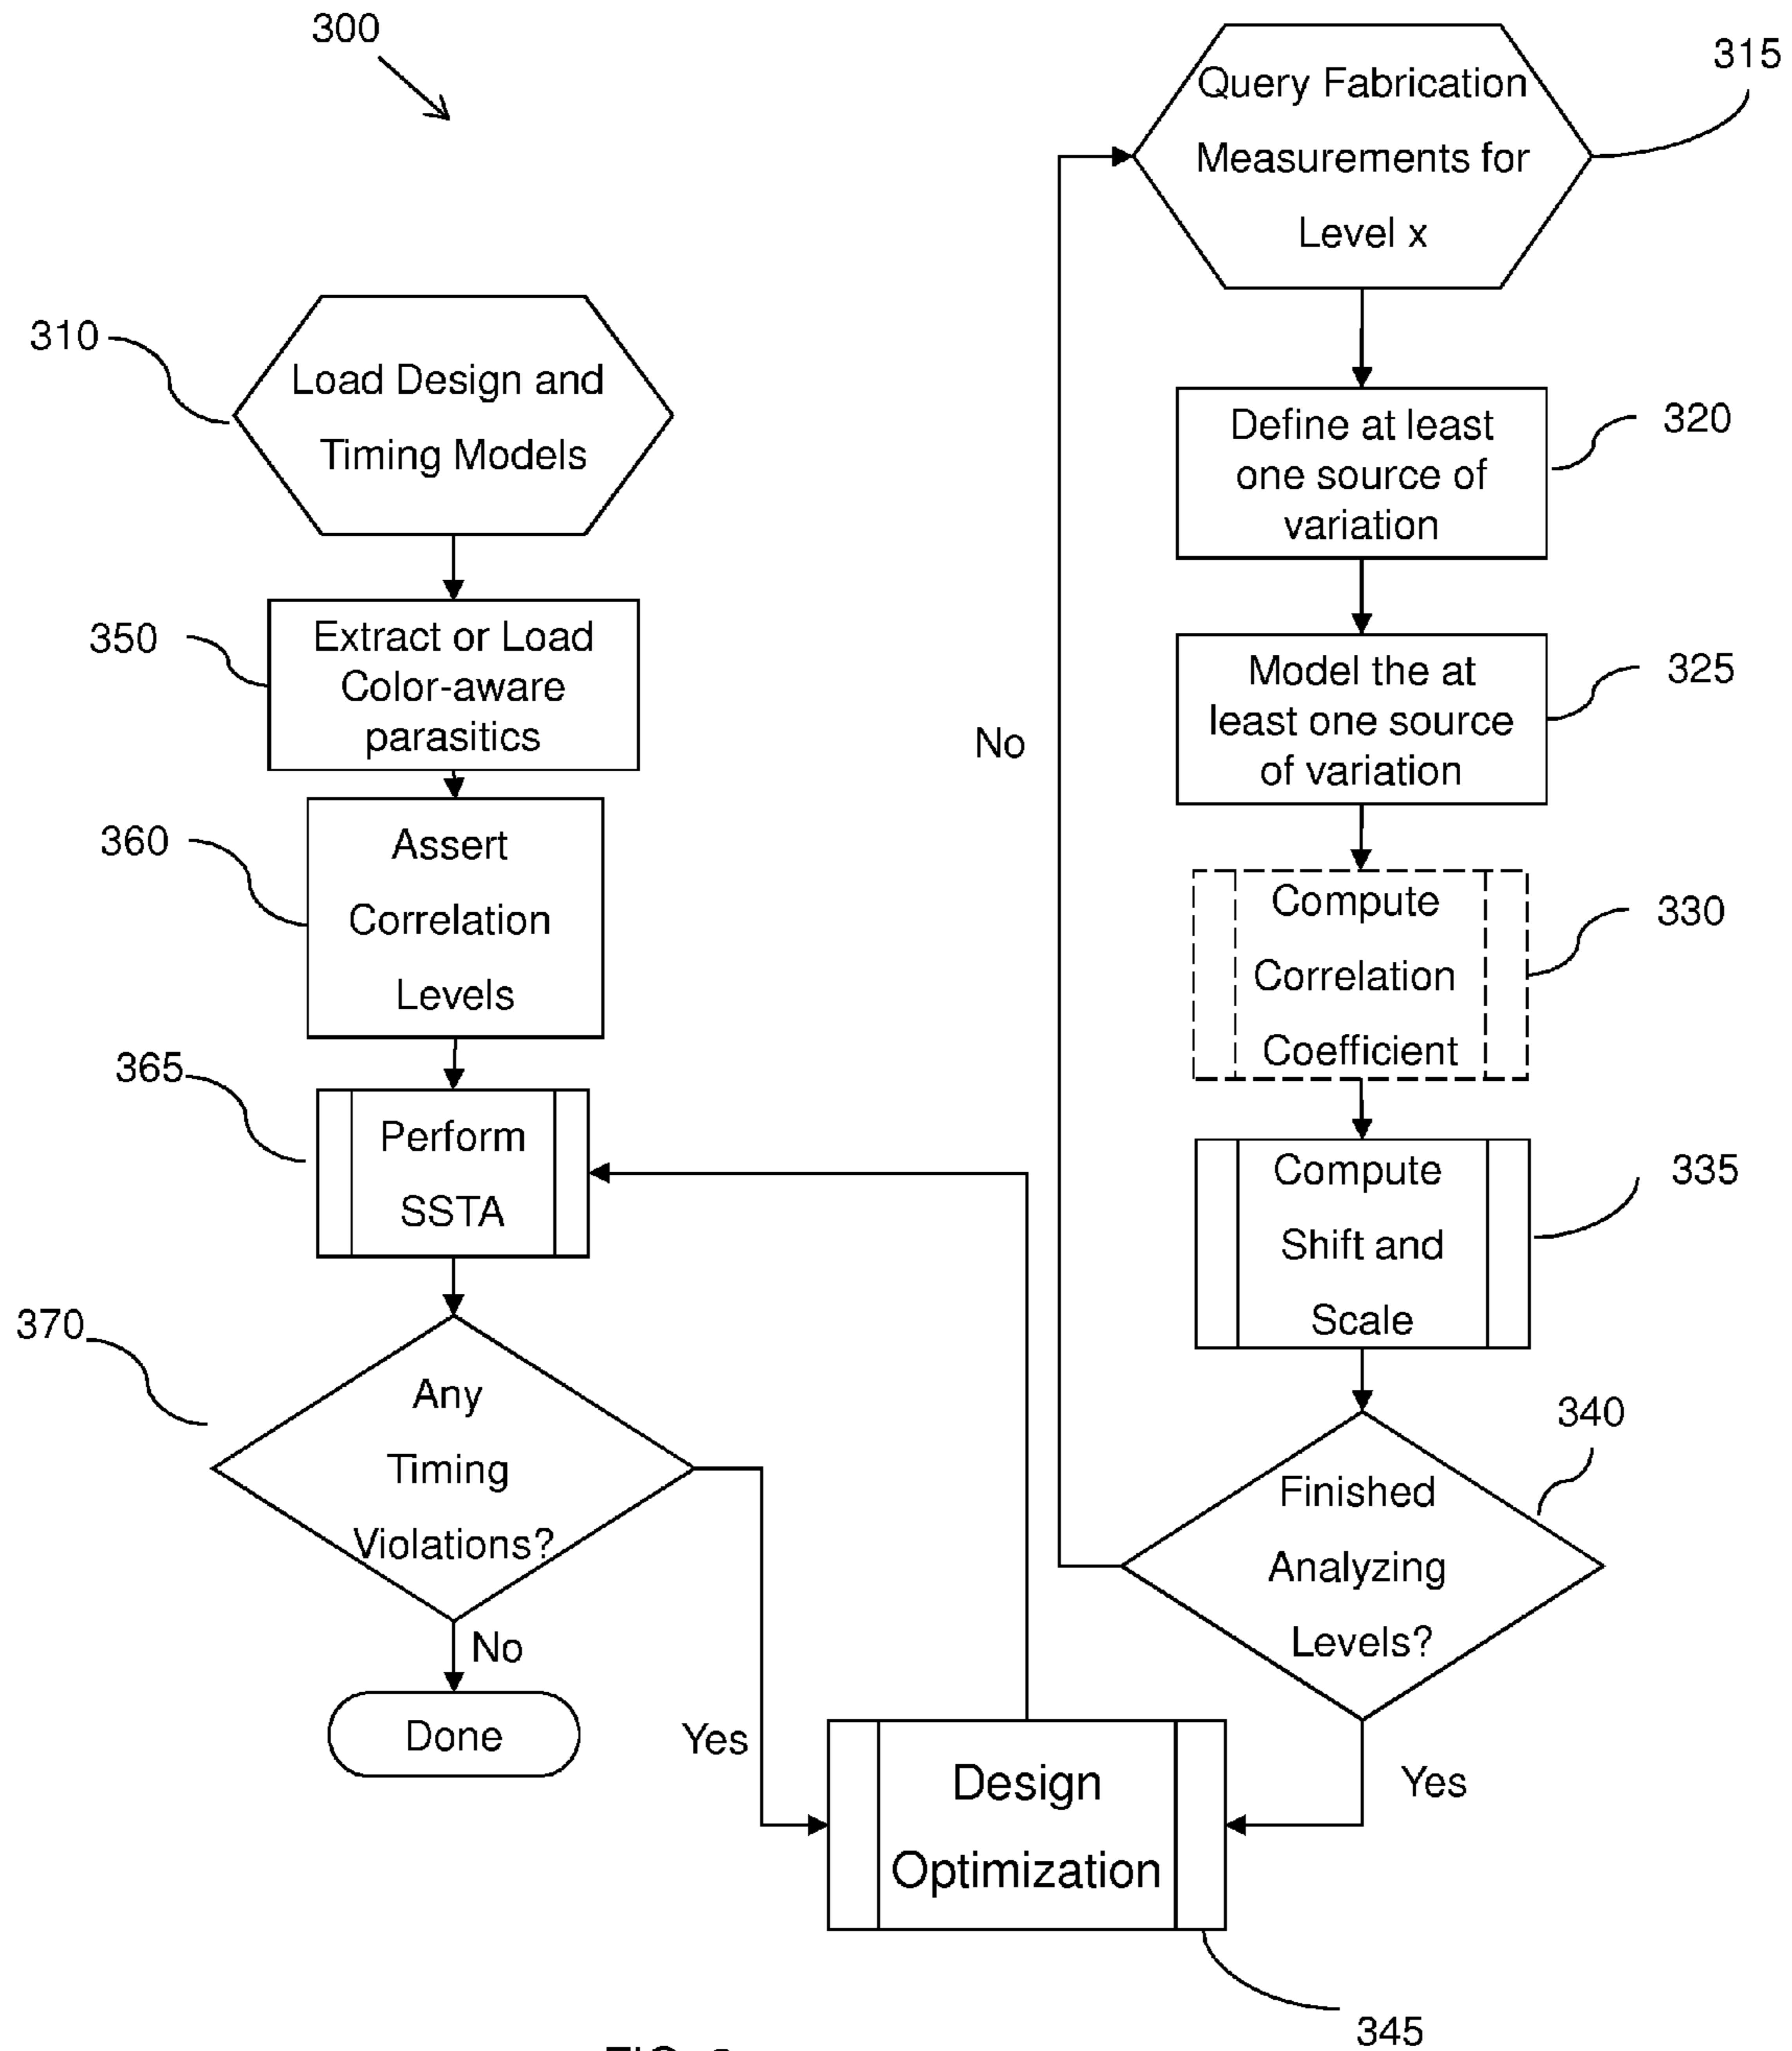 300
310
Load Design and
Timing Models
350
Extract or Load
Color-aware
parasitics
360
Assert
Correlation
Levels
365
Perform
SSTA
370
Any
Timing
Violations?
No
Done
Yes
315
Query Fabrication
Measurements for
Level x
320
Define at least
one source of
variation
325
Model the at
least one source
of variation
No
330
Compute
Correlation
Coefficient
335
Compute
Shift and
Scale
340
Finished
Analyzing
Levels?
Yes
Design
Optimization
345